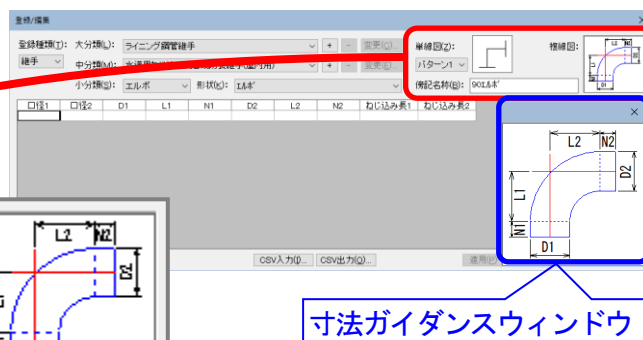 登録/編集
登録種類(T): 大分類(L): ライニング鋼管継手 + - 変更(C)... 単線図(Z): 複線図:
継手 中分類(M): + - パターン1
小分類(S): エルボ 形状(K): エルボ 傍記名称(B): 90エルボ
口径1 口径2 D1 L1 N1 D2 L2 N2 ねじ込み長1 ねじ込み長2
L2 N2
D2
L1
N1
D1
L2 N2
D2
CSV入力(I)... CSV出力(O)... 適用(P)
寸法ガイダンスウィンドウ